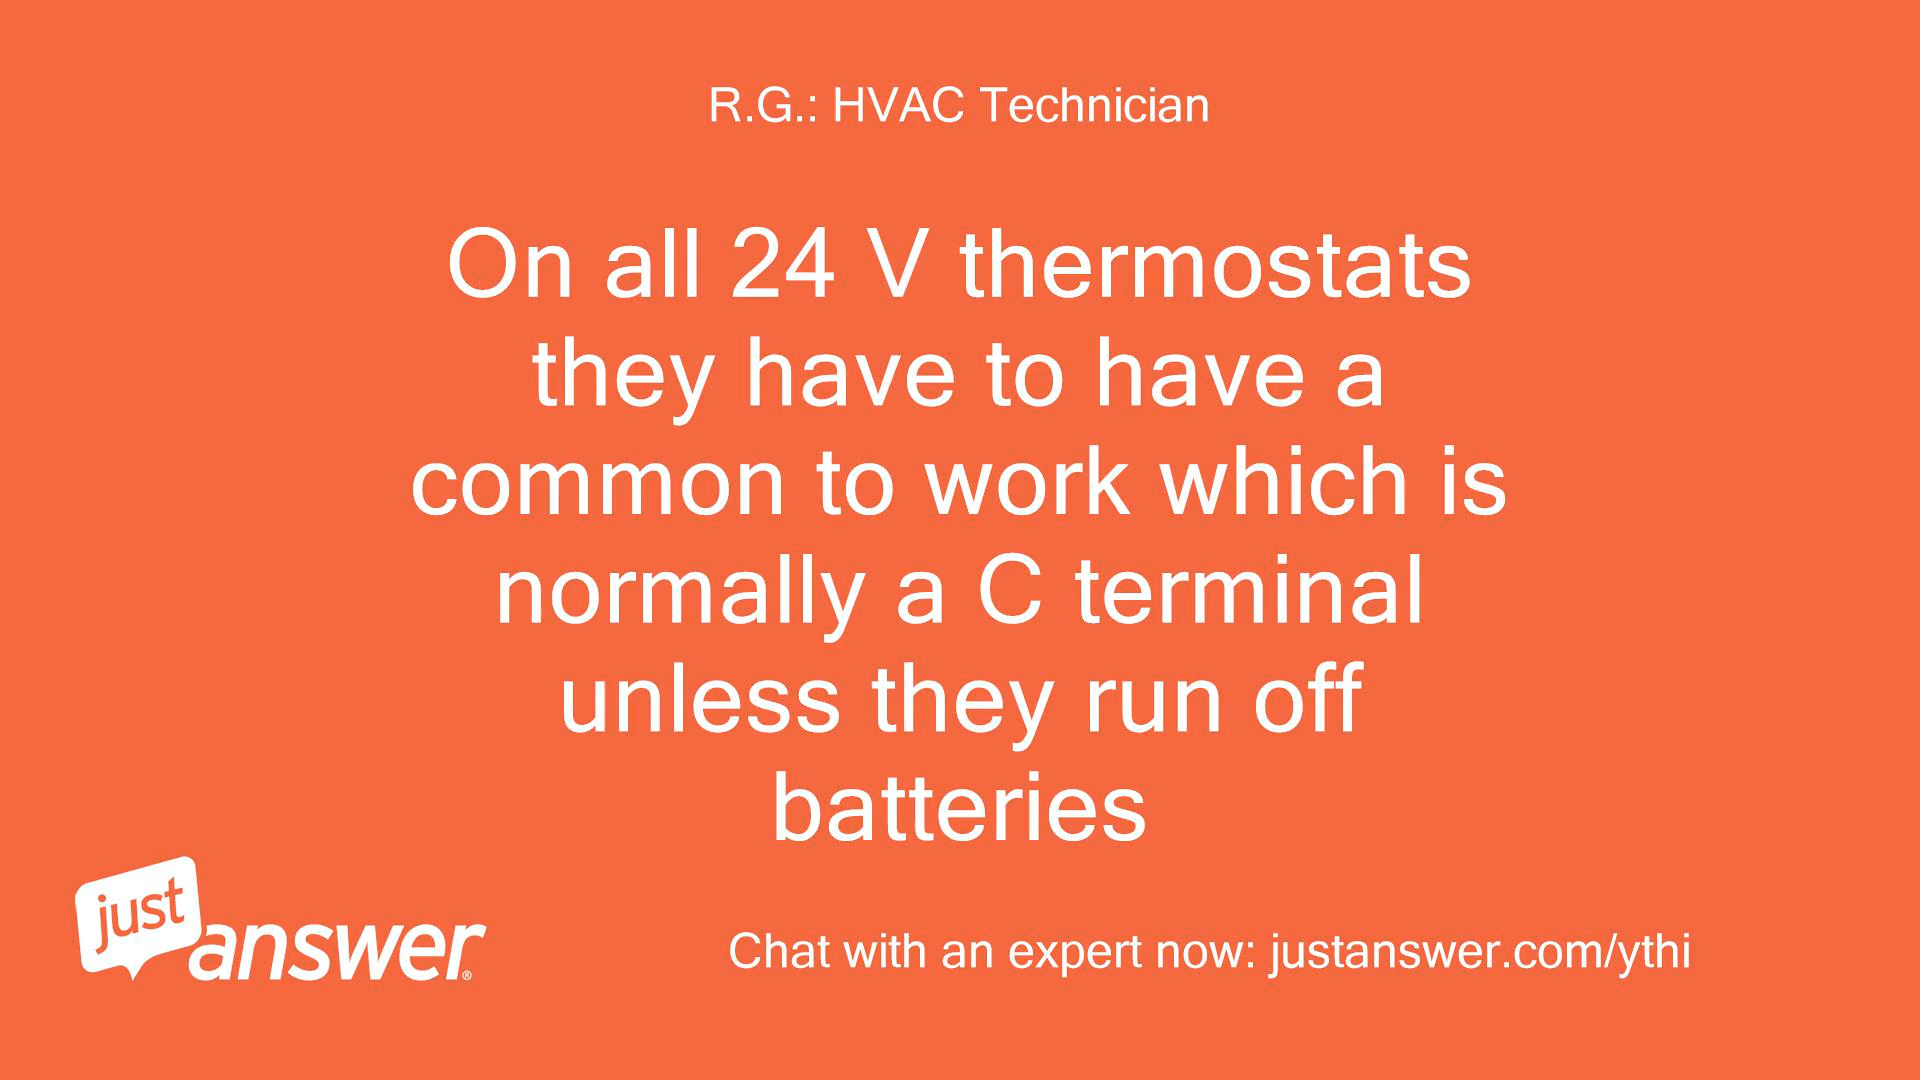 R.G.: HVAC Technician
On all 24 V thermostats
they have to have a
common to work which is
normally a C terminal
unless they run off
batteries
just
answer®
Chat with an expert now: justanswer.com/ythi